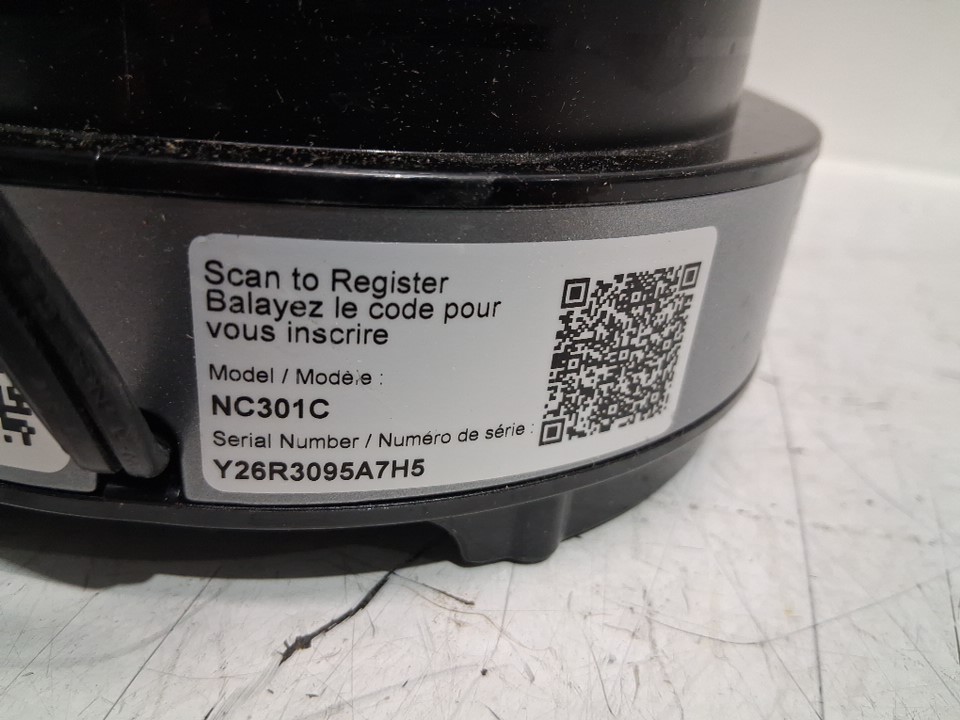 Scan to Register
Balayez le code pour
vous inscrire
Model / Modèle :
NC301C
Serial Number / Numéro de série :
Y26R3095A7H5